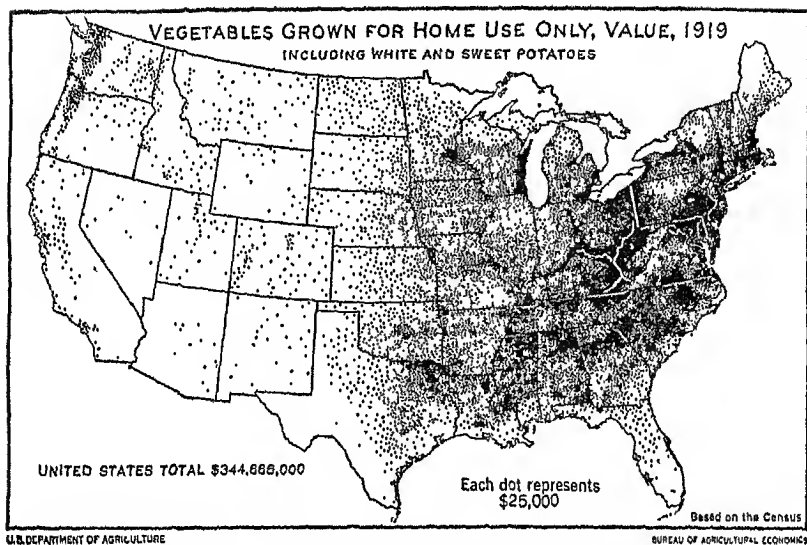 VEGETABLES GROWN FOR HOME USE ONLY, VALUE, 1919
INCLUDING WHITE AND SWEET POTATOES
UNITED STATES TOTAL $344,666,000
Each dot represents
$25,000
Based on the Census
U.S. DEPARTMENT OF AGRICULTURE
BUREAU OF AGRICULTURAL ECONOMICS